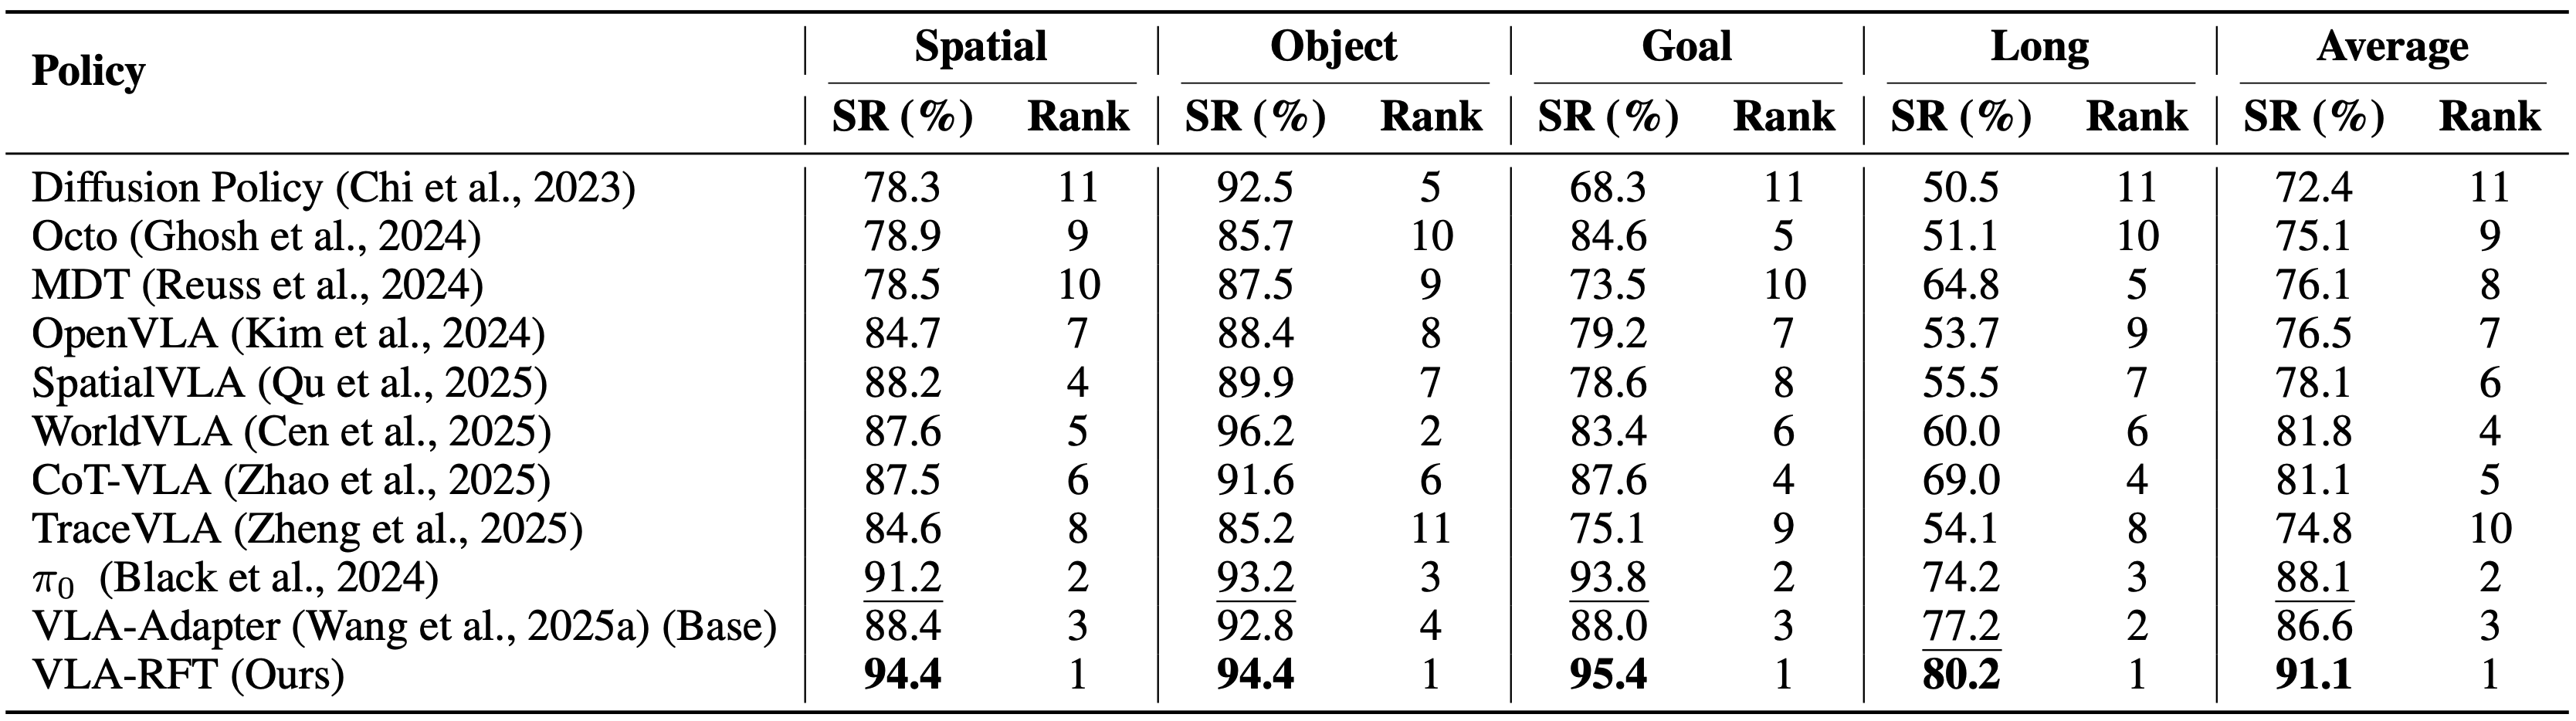 Policy Spatial Object Goal Long Average
SR (%) Rank SR (%) Rank SR (%) Rank SR (%) Rank SR (%) Rank
Diffusion Policy (Chi et al., 2023) 78.3 11 92.5 5 68.3 11 50.5 11 72.4 11
Octo (Ghosh et al., 2024) 78.9 9 85.7 10 84.6 5 51.1 10 75.1 9
MDT (Reuss et al., 2024) 78.5 10 87.5 9 73.5 10 64.8 5 76.1 8
OpenVLA (Kim et al., 2024) 84.7 7 88.4 8 79.2 7 53.7 9 76.5 7
SpatialVLA (Qu et al., 2025) 88.2 4 89.9 7 78.6 8 55.5 7 78.1 6
WorldVLA (Cen et al., 2025) 87.6 5 96.2 2 83.4 6 60.0 6 81.8 4
CoT-VLA (Zhao et al., 2025) 87.5 6 91.6 6 87.6 4 69.0 4 81.1 5
TraceVLA (Zheng et al., 2025) 84.6 8 85.2 11 75.1 9 54.1 8 74.8 10
π₀ (Black et al., 2024) 91.2 2 93.2 3 93.8 2 74.2 3 88.1 2
VLA-Adapter (Wang et al., 2025a) (Base) 88.4 3 92.8 4 88.0 3 77.2 2 86.6 3
VLA-RFT (Ours) 94.4 1 94.4 1 95.4 1 80.2 1 91.1 1